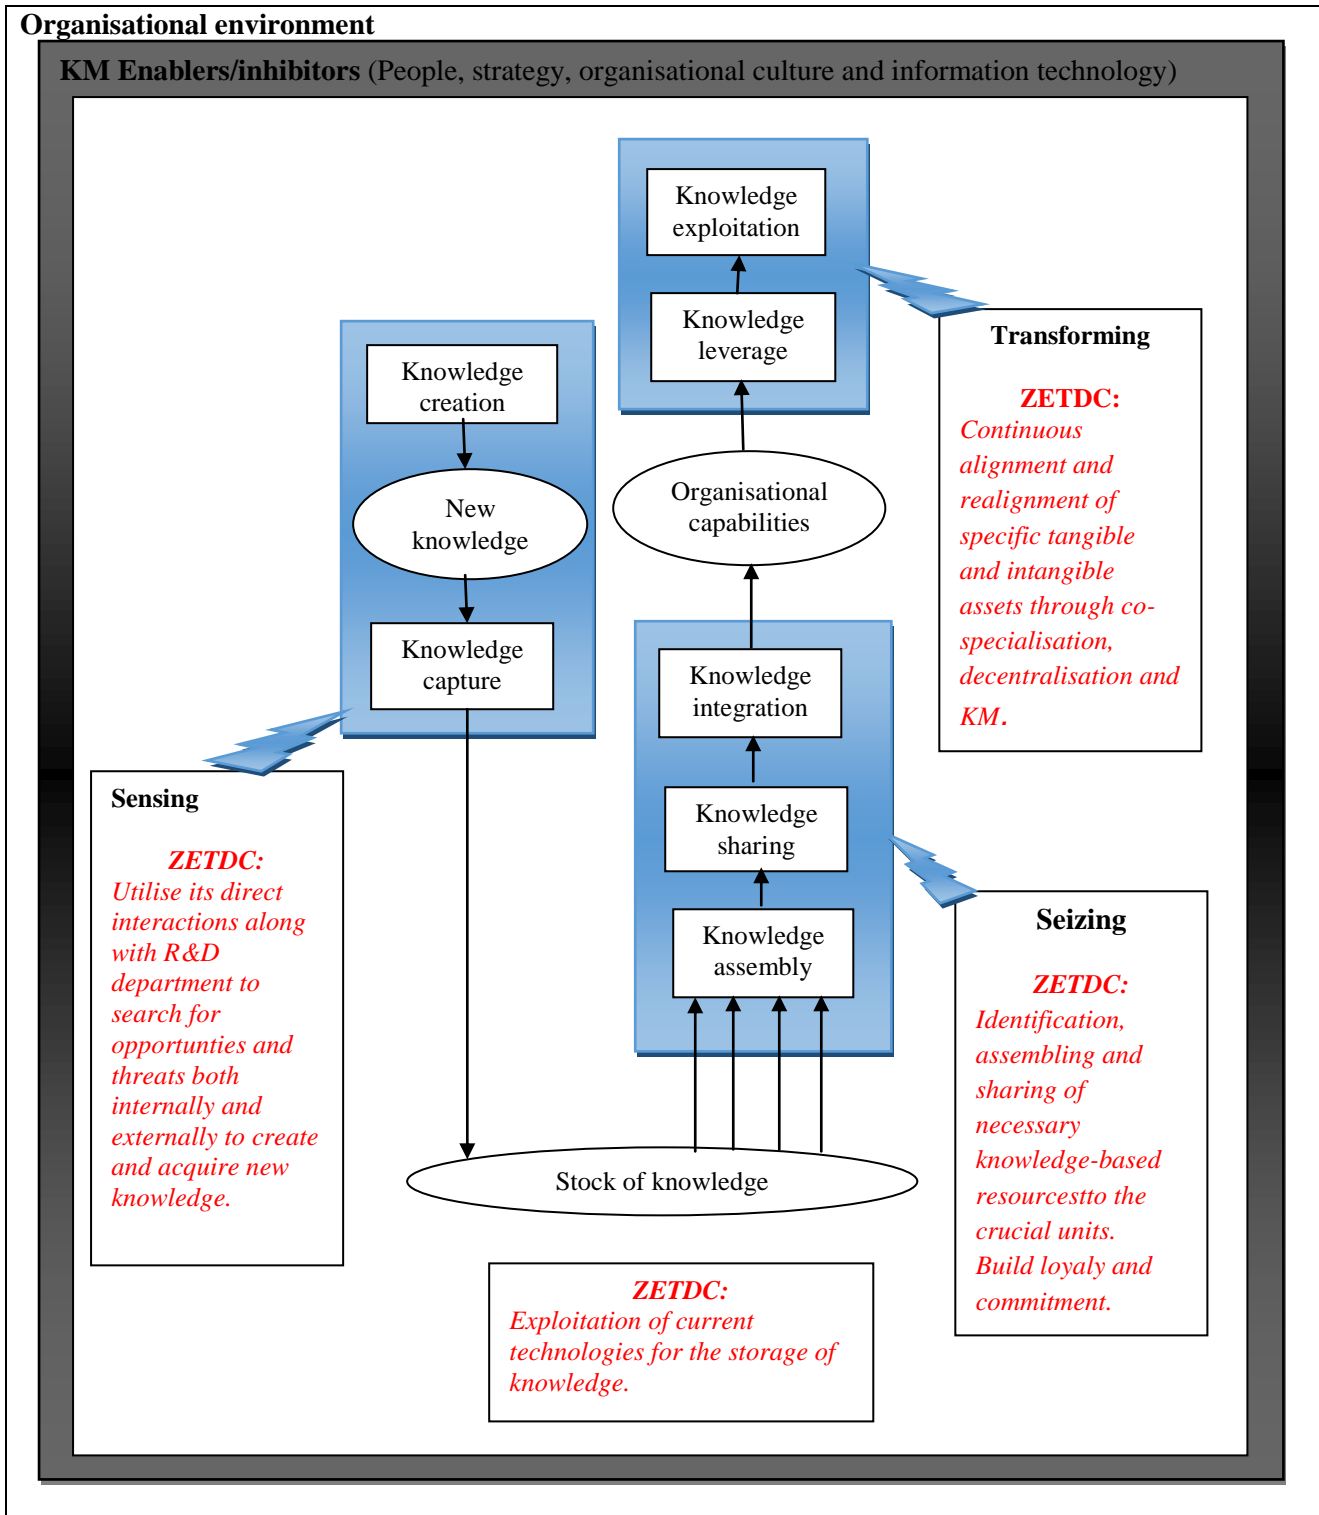 Organisational environment
KM Enablers/inhibitors (People, strategy, organisational culture and information technology)
Knowledge
exploitation
Knowledge
leverage
Organisational
capabilities
Knowledge
creation
New
knowledge
Knowledge
capture
Knowledge
integration
Knowledge
sharing
Knowledge
assembly
Stock of knowledge
Transforming
ZETDC:
Continuous
alignment and
realignment of
specific tangible
and intangible
assets through co-
specialisation,
decentralisation and
KM.
Sensing
ZETDC:
Utilise its direct
interactions along
with R&D
department to
search for
opportunties and
threats both
internally and
externally to create
and acquire new
knowledge.
Seizing
ZETDC:
Identification,
assembling and
sharing of
necessary
knowledge-based
resourcestto the
crucial units.
Build loyaly and
commitment.
ZETDC:
Exploitation of current
technologies for the storage of
knowledge.